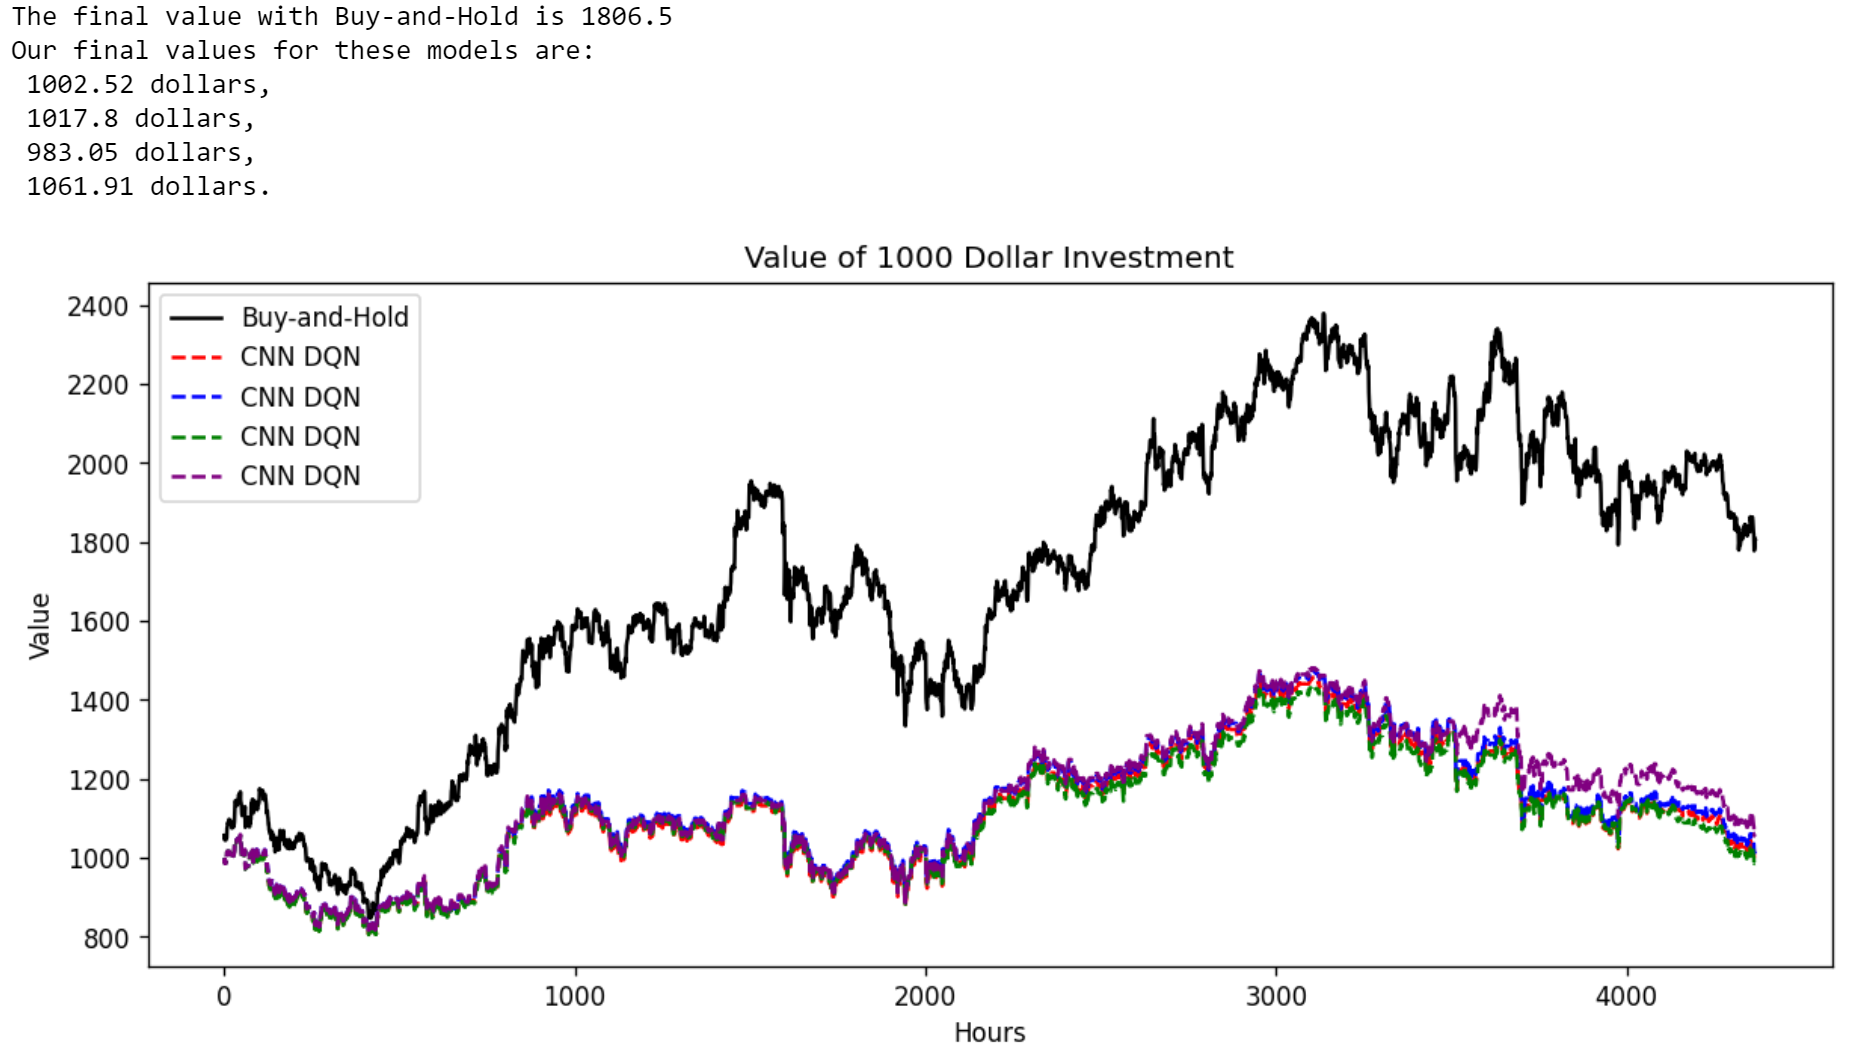 The final value with Buy-and-Hold is 1806.5
Our final values for these models are:
1002.52 dollars,
1017.8 dollars,
983.05 dollars,
1061.91 dollars.
Value of 1000 Dollar Investment
Buy-and-Hold
CNN DQN
CNN DQN
CNN DQN
CNN DQN
2400
2200
2000
1800
1600
1400
1200
1000
800
Value
0 1000 2000 3000 4000
Hours